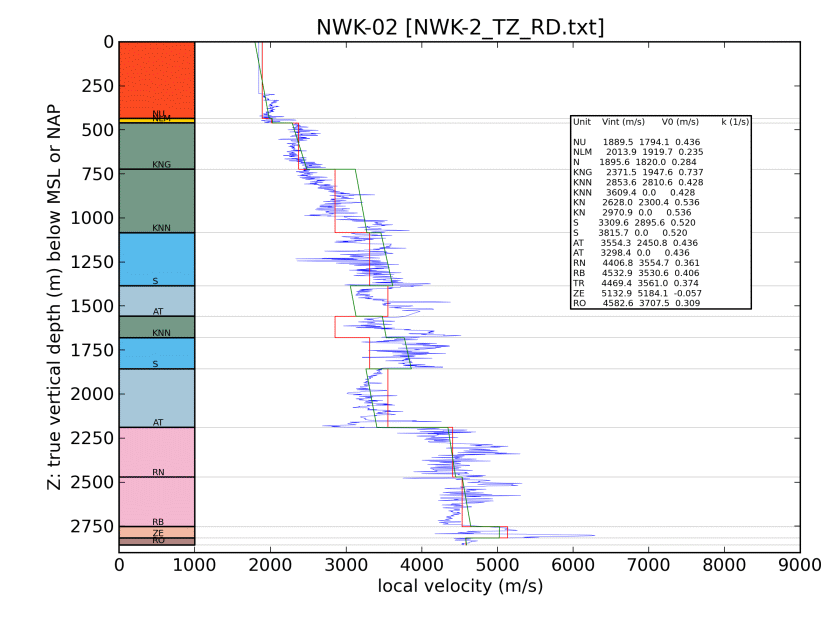 NWK-02 [NWK-2_TZ_RD.txt]
0
250
500
750
1000
1250
1500
1750
2000
2250
2500
2750
Z: true vertical depth (m) below MSL or NAP
NU
NLM
KNG
KNN
S
AT
KNN
S
AT
RN
RB
ZE
RO
Unit Vint (m/s) V0 (m/s) k (1/s)
NU 1889.5 1794.1 0.436
NLM 2013.9 1919.7 0.235
N 1895.6 1820.0 0.284
KNG 2371.5 1947.6 0.737
KNN 2853.6 2810.6 0.428
KNN 3609.4 0.0 0.428
KN 2628.0 2300.4 0.536
KN 2970.9 0.0 0.536
S 3309.6 2895.6 0.520
S 3815.7 0.0 0.520
AT 3554.3 2450.8 0.436
AT 3298.4 0.0 0.436
RN 4406.8 3554.7 0.361
RB 4532.9 3530.6 0.406
TR 4469.4 3561.0 0.374
ZE 5132.9 5184.1 -0.057
RO 4582.6 3707.5 0.309
0 1000 2000 3000 4000 5000 6000 7000 8000 9000
local velocity (m/s)